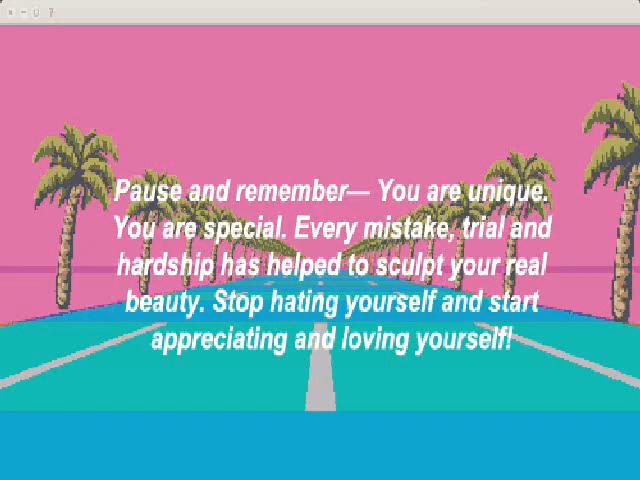 Pause and remember— You are unique.
You are special. Every mistake, trial and
hardship has helped to sculpt your real
beauty. Stop hating yourself and start
appreciating and loving yourself!